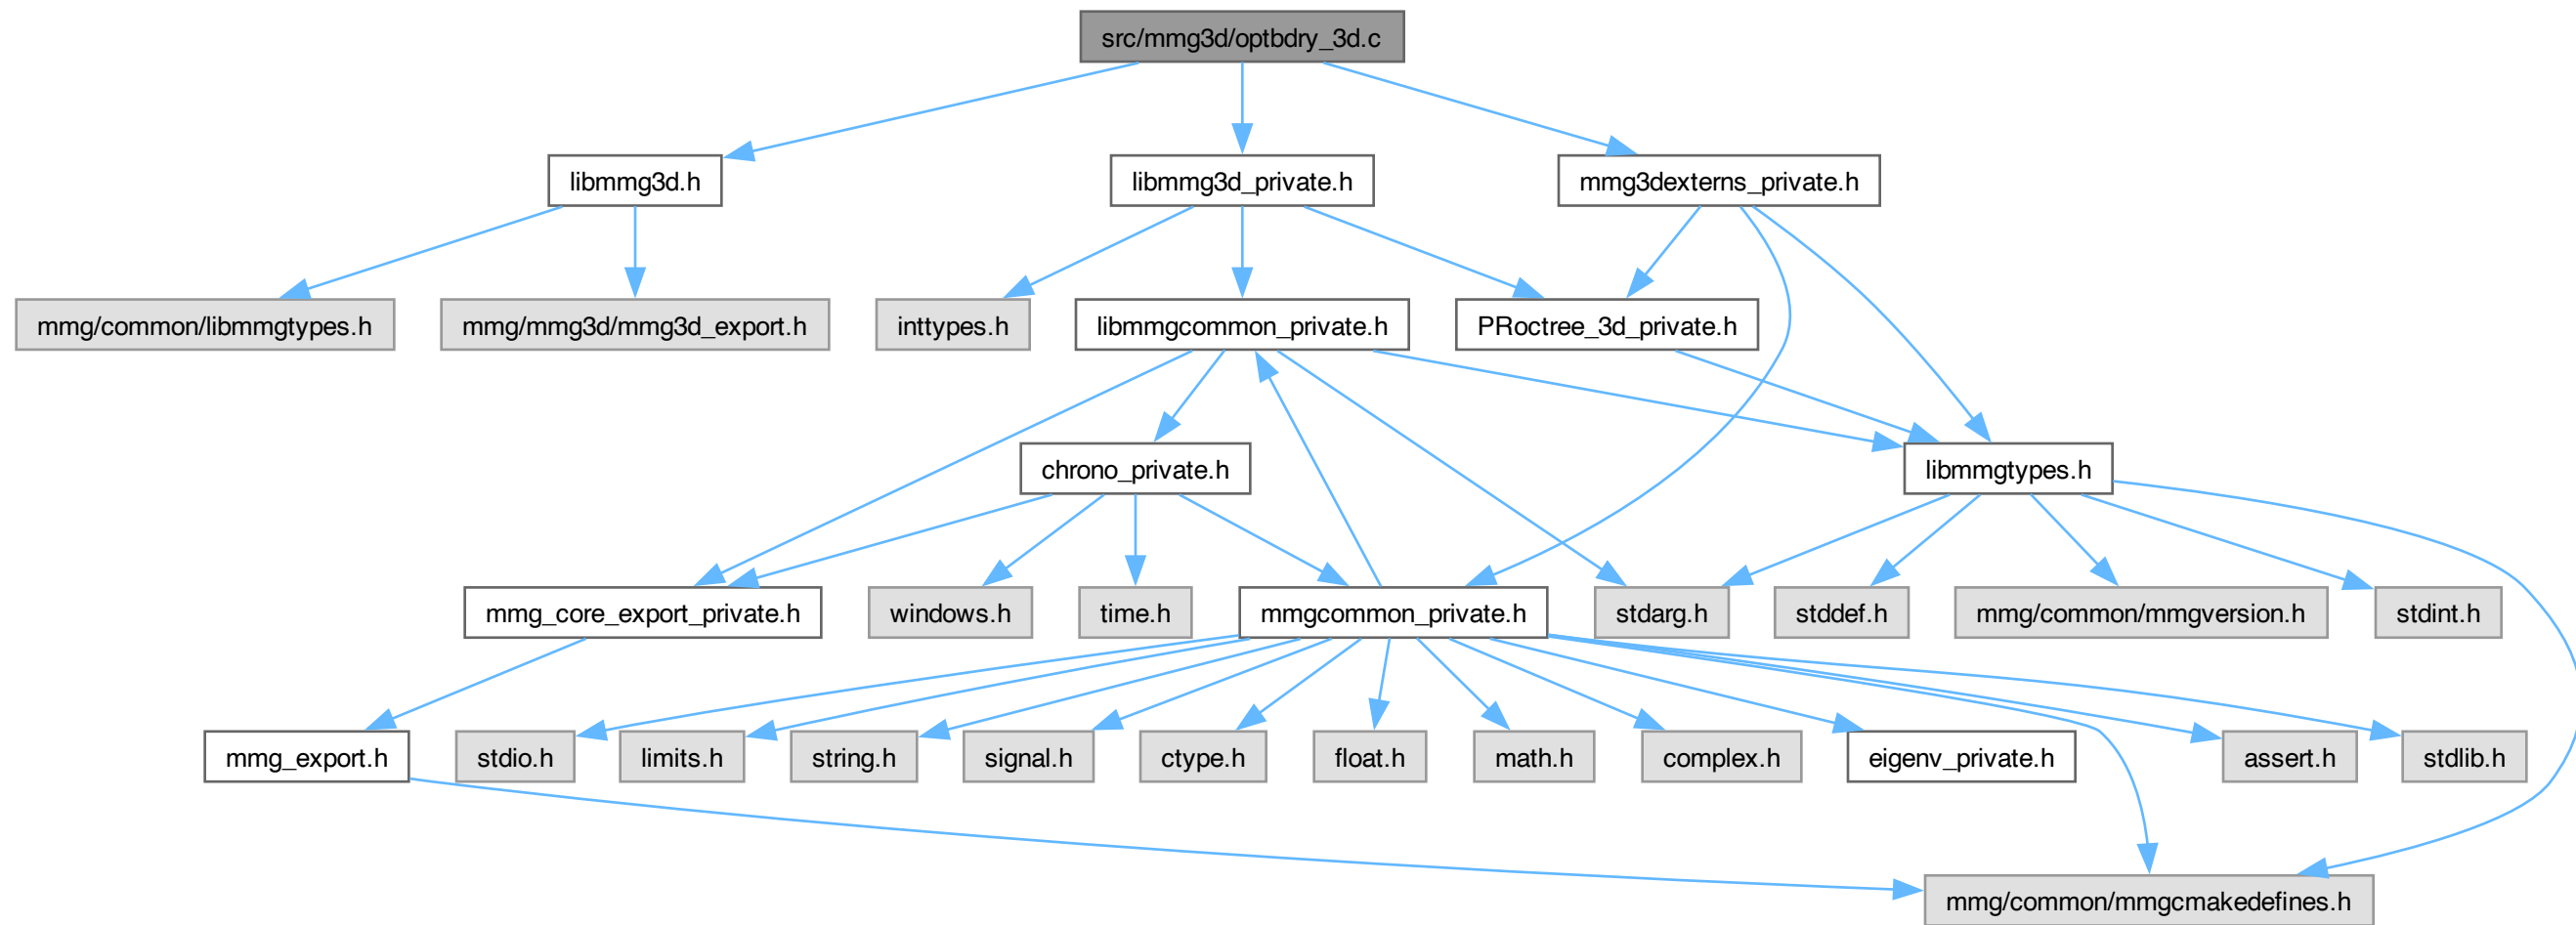 src/mmg3d/optbdry_3d.c
libmmg3d.h
libmmg3d_private.h
mmg3dexterns_private.h
mmg/common/libmmgtypes.h
mmg/mmg3d/mmg3d_export.h
inttypes.h
libmmgcommon_private.h
PRoctree_3d_private.h
chrono_private.h
libmmgtypes.h
mmg_core_export_private.h
windows.h
time.h
mmgcommon_private.h
stdarg.h
stddef.h
mmg/common/mmgversion.h
stdint.h
mmg_export.h
stdio.h
limits.h
string.h
signal.h
ctype.h
float.h
math.h
complex.h
eigenv_private.h
assert.h
stdlib.h
mmg/common/mmgcmakedefines.h